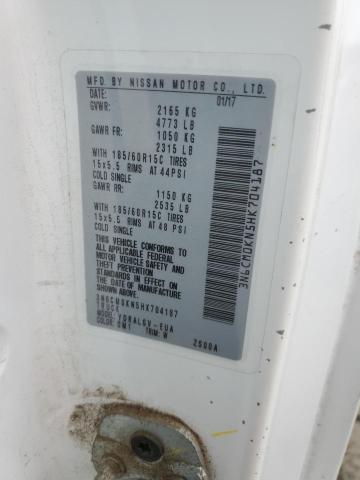 MFD. BY NISSAN MOTOR CO., LTD
DATE: 01/17
GVWR: 2165 KG
4773 LB
GAWR FR: 1050 KG
2315 LB
WITH 185/60R15C TIRES
15x5.5 RIMS AT 44PSI
COLD SINGLE
GAWR RR: 1150 KG
2535 LB
WITH 185/60R15C TIRES
15x5.5 RIMS AT 48 PSI
COLD SINGLE
THIS VEHICLE CONFORMS TO
ALL APPLICABLE FEDERAL
MOTOR VEHICLE SAFETY AND
THEFT PREVENTION
STANDARDS IN EFFECT ON
THE DATE OF MANUFACTURE
SHOWN ABOVE.
3N6CM0KN5HK704187
TRUCK
MODEL: EUA
COLOR: QM1 TRIM: W 2500A
3N6CM0KN5HK704187